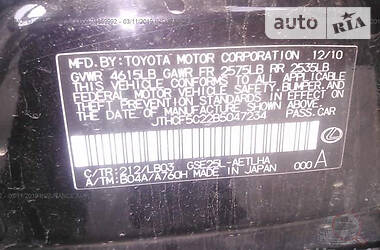 auto RIA
MFD. BY: TOYOTA MOTOR CORPORATION 12/10
GVWR 4615LB GAWR FR 2575LB RR 2535LB
THIS VEHICLE CONFORMS TO ALL APPLICABLE
FEDERAL MOTOR VEHICLE SAFETY, BUMPER, AND
THEFT PREVENTION STANDARDS IN EFFECT ON
THE DATE OF MANUFACTURE SHOWN ABOVE.
JTHCF5C22B5047234 PASS. CAR
C/TR: 212/LB03 GSE25L-AETLHA
A/TM: B04A/A760H MADE IN JAPAN 000 A